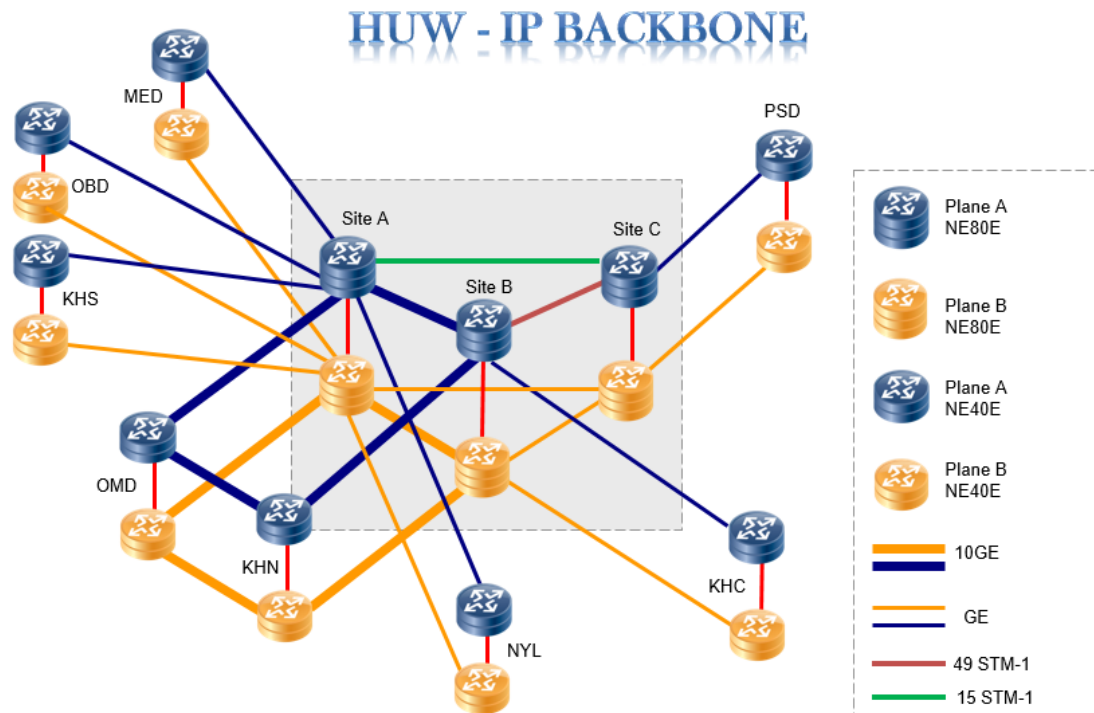 HUW - IP BACKBONE
MED
PSD
OBD
Site A
Site C
KHS
Site B
OMD
KHN
KHC
NYL
Plane A
NE80E
Plane B
NE80E
Plane A
NE40E
Plane B
NE40E
10GE
GE
49 STM-1
15 STM-1